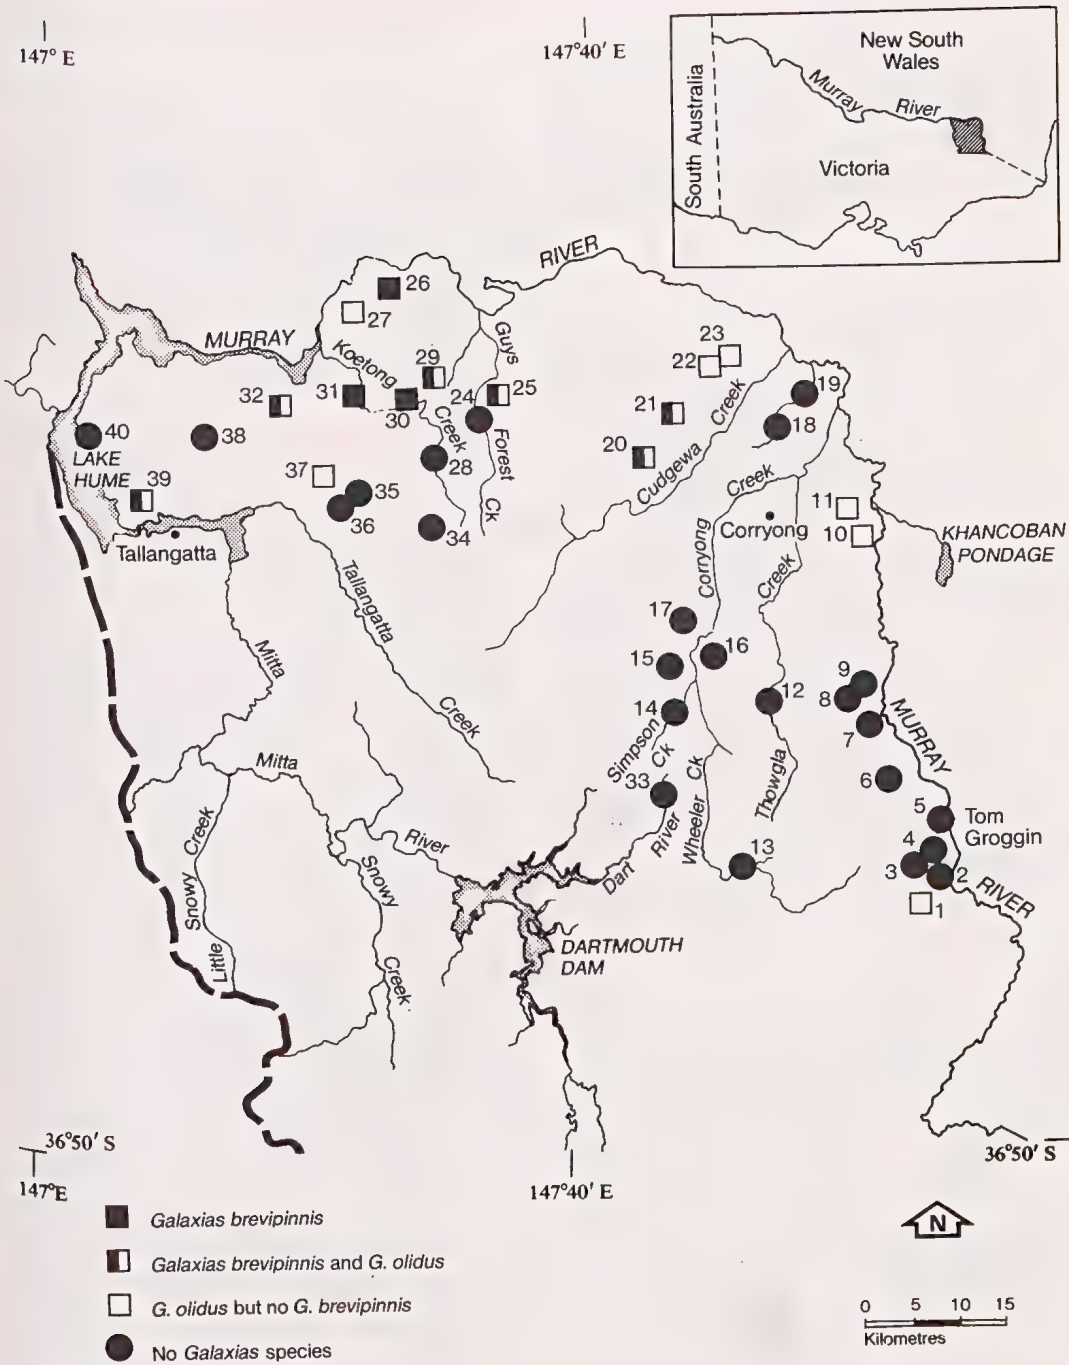 147° E
147°40′ E
New South
Wales
Murray
River
South Australia
Victoria
RIVER
MURRAY
26
27
Guys
Koetong
29
23
22
32
31
30
24
25
21
19
18
Creek
Forest
Ck
28
20
Cudgewa
Creek
40
LAKE
HUME
38
37
35
36
34
39
Tallangatta
Creek
Corryong
Corryong
11
10
KHANCOBAN
PONDAGE
Creek
Tallangatta
Creek
17
16
15
14
12
9
8
7
Mitta
Mitta
MURRAY
Simpson
Ck
33
6
5
Tom
Groggin
4
3
2
1
RIVER
Thowgla
Wheeler
Ck
13
River
Dart
River
Snowy
Creek
Snowy
Creek
Little
DARTMOUTH
DAM
36°50′ S
147°E
147°40′ E
36°50′ S
Galaxias brevipinnis
Galaxias brevipinnis and G. olidus
G. olidus but no G. brevipinnis
No Galaxias species
N
0 5 10 15
Kilometres